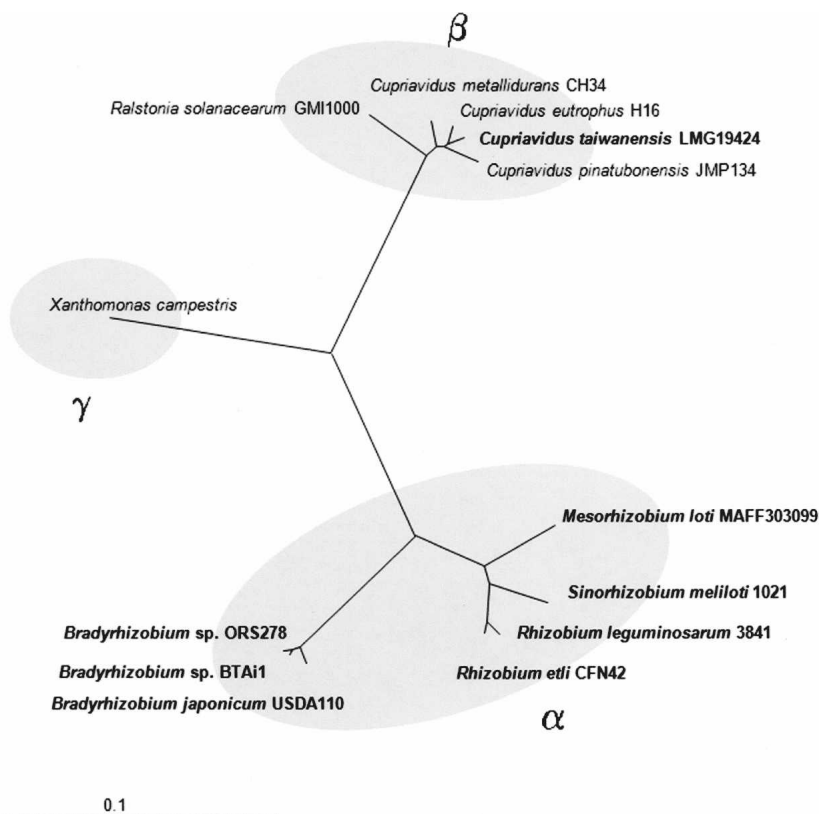 β
Cupriavidus metallidurans CH34
Ralstonia solanacearum GMI1000
Cupriavidus eutrophus H16
Cupriavidus taiwanensis LMG19424
Cupriavidus pinatubonensis JMP134
Xanthomonas campestris
γ
Mesorhizobium loti MAFF303099
Sinorhizobium meliloti 1021
Bradyrhizobium sp. ORS278
Rhizobium leguminosarum 3841
Bradyrhizobium sp. BTAi1
Rhizobium etli CFN42
Bradyrhizobium japonicum USDA110
α
0.1